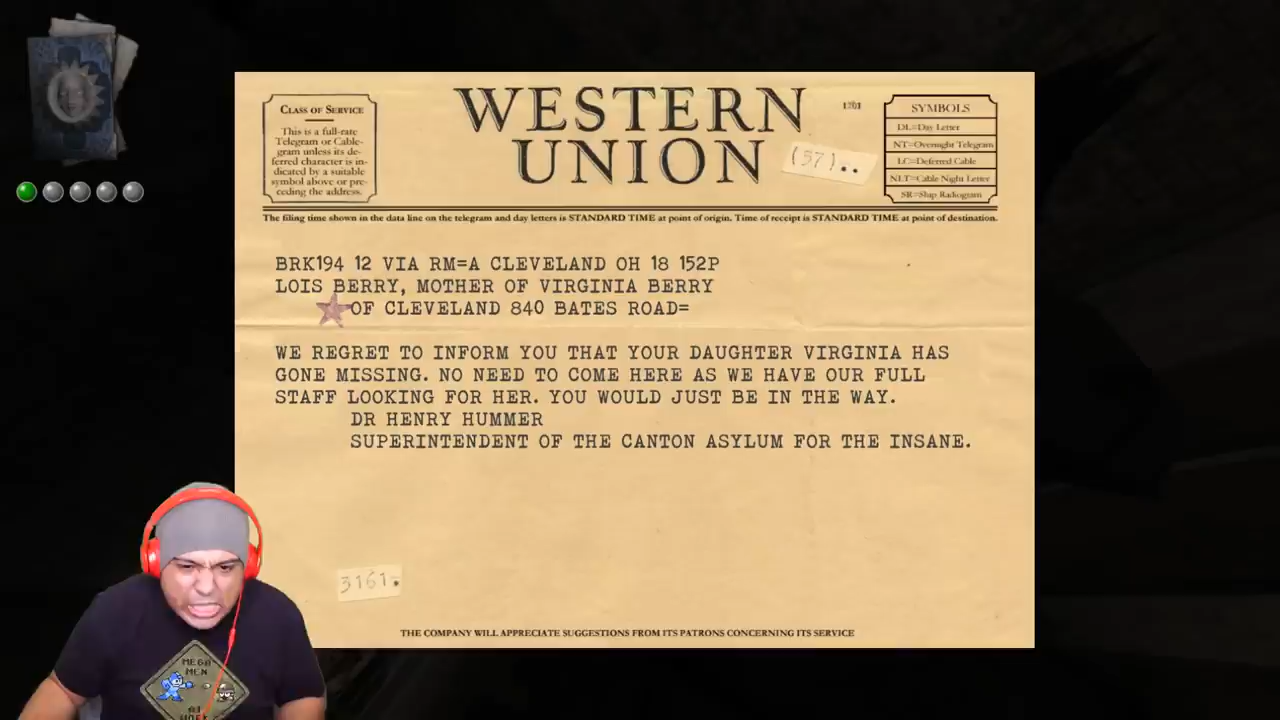 CLASS OF SERVICE
This is a full-rate
Telegram or Cable-
gram unless its de-
ferred character is in-
dicated by a suitable
symbol above or pre-
ceding the address.
WESTERN
UNION
1201
(57)..
SYMBOLS
DL=Day Letter
NT=Overnight Telegram
LC=Deferred Cable
NLT=Cable Night Letter
SR=Ship Radiogram
The filing time shown in the data line on the telegram and day letters is STANDARD TIME at point of origin. Time of receipt is STANDARD TIME at point of destination.
BRK194 12 VIA RM=A CLEVELAND OH 18 152P
LOIS BERRY, MOTHER OF VIRGINIA BERRY
OF CLEVELAND 840 BATES ROAD=
WE REGRET TO INFORM YOU THAT YOUR DAUGHTER VIRGINIA HAS
GONE MISSING. NO NEED TO COME HERE AS WE HAVE OUR FULL
STAFF LOOKING FOR HER. YOU WOULD JUST BE IN THE WAY.
DR HENRY HUMMER
SUPERINTENDENT OF THE CANTON ASYLUM FOR THE INSANE.
3161.
THE COMPANY WILL APPRECIATE SUGGESTIONS FROM ITS PATRONS CONCERNING ITS SERVICE
MEGA
MEN
AT